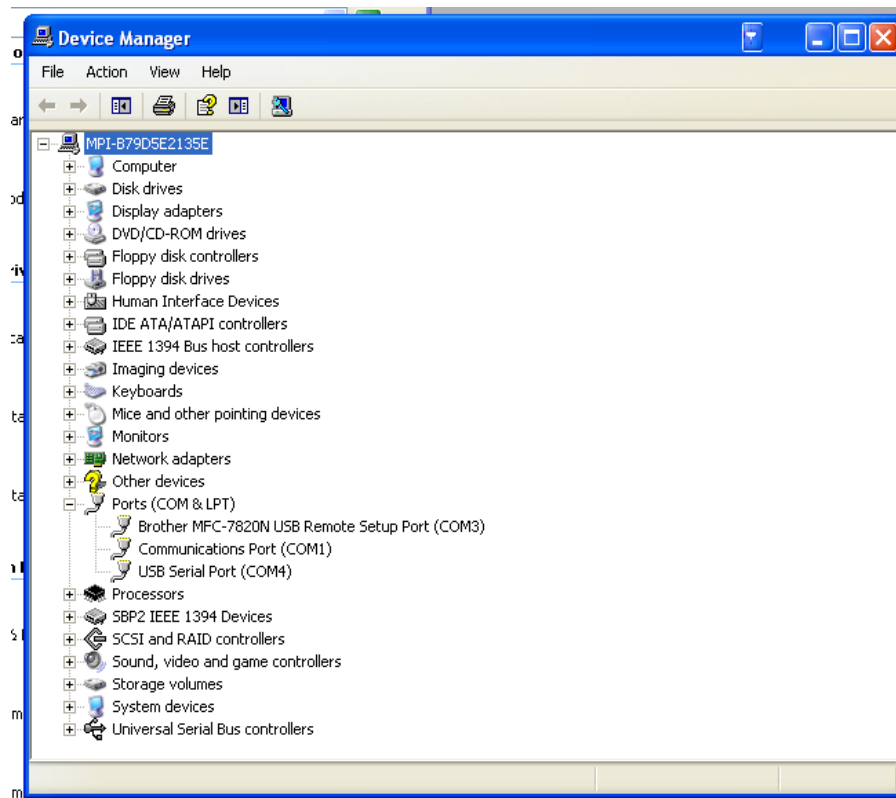 Device Manager
File Action View Help
MPI-B79D5E2135E
Computer
Disk drives
Display adapters
DVD/CD-ROM drives
Floppy disk controllers
Floppy disk drives
Human Interface Devices
IDE ATA/ATAPI controllers
IEEE 1394 Bus host controllers
Imaging devices
Keyboards
Mice and other pointing devices
Monitors
Network adapters
Other devices
Ports (COM & LPT)
Brother MFC-7820N USB Remote Setup Port (COM3)
Communications Port (COM1)
USB Serial Port (COM4)
Processors
SBP2 IEEE 1394 Devices
SCSI and RAID controllers
Sound, video and game controllers
Storage volumes
System devices
Universal Serial Bus controllers